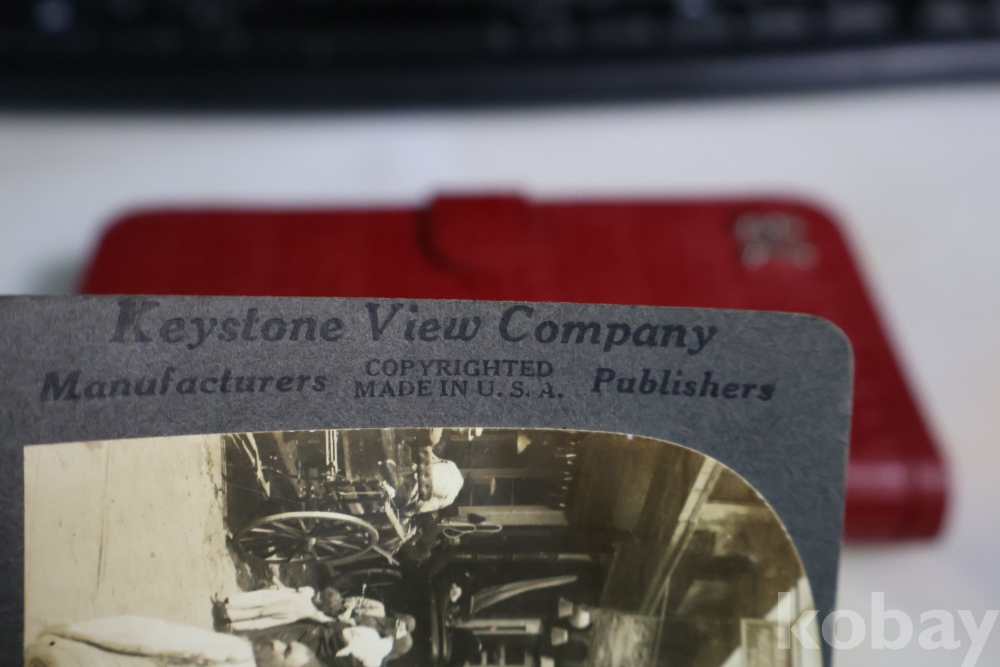 Keystone View Company
Manufacturers COPYRIGHTED MADE IN U. S. A. Publishers
kobay